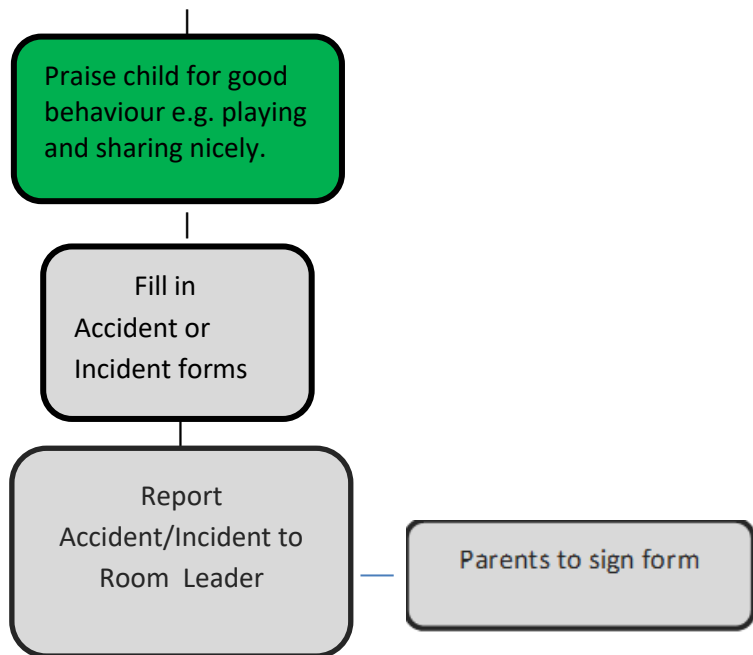 Praise child for good
behaviour e.g. playing
and sharing nicely.
Fill in
Accident or
Incident forms
Report
Accident/Incident to
Room Leader
Parents to sign form